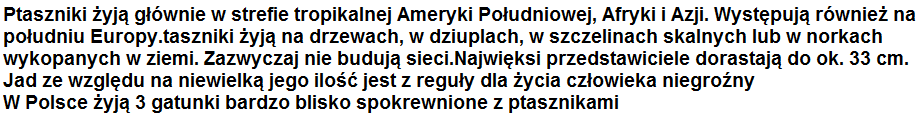 Ptaszniki żyją głównie w strefie tropikalnej Ameryki Południowej, Afryki i Azji. Występują również na
południu Europy.taszniki żyją na drzewach, w dziuplach, w szczelinach skalnych lub w norkach
wykopanych w ziemi. Zazwyczaj nie budują sieci.Najwięksi przedstawiciele dorastają do ok. 33 cm.
Jad ze względu na niewielką jego ilość jest z reguły dla życia człowieka niegroźny
W Polsce żyją 3 gatunki bardzo blisko spokrewnione z ptasznikami